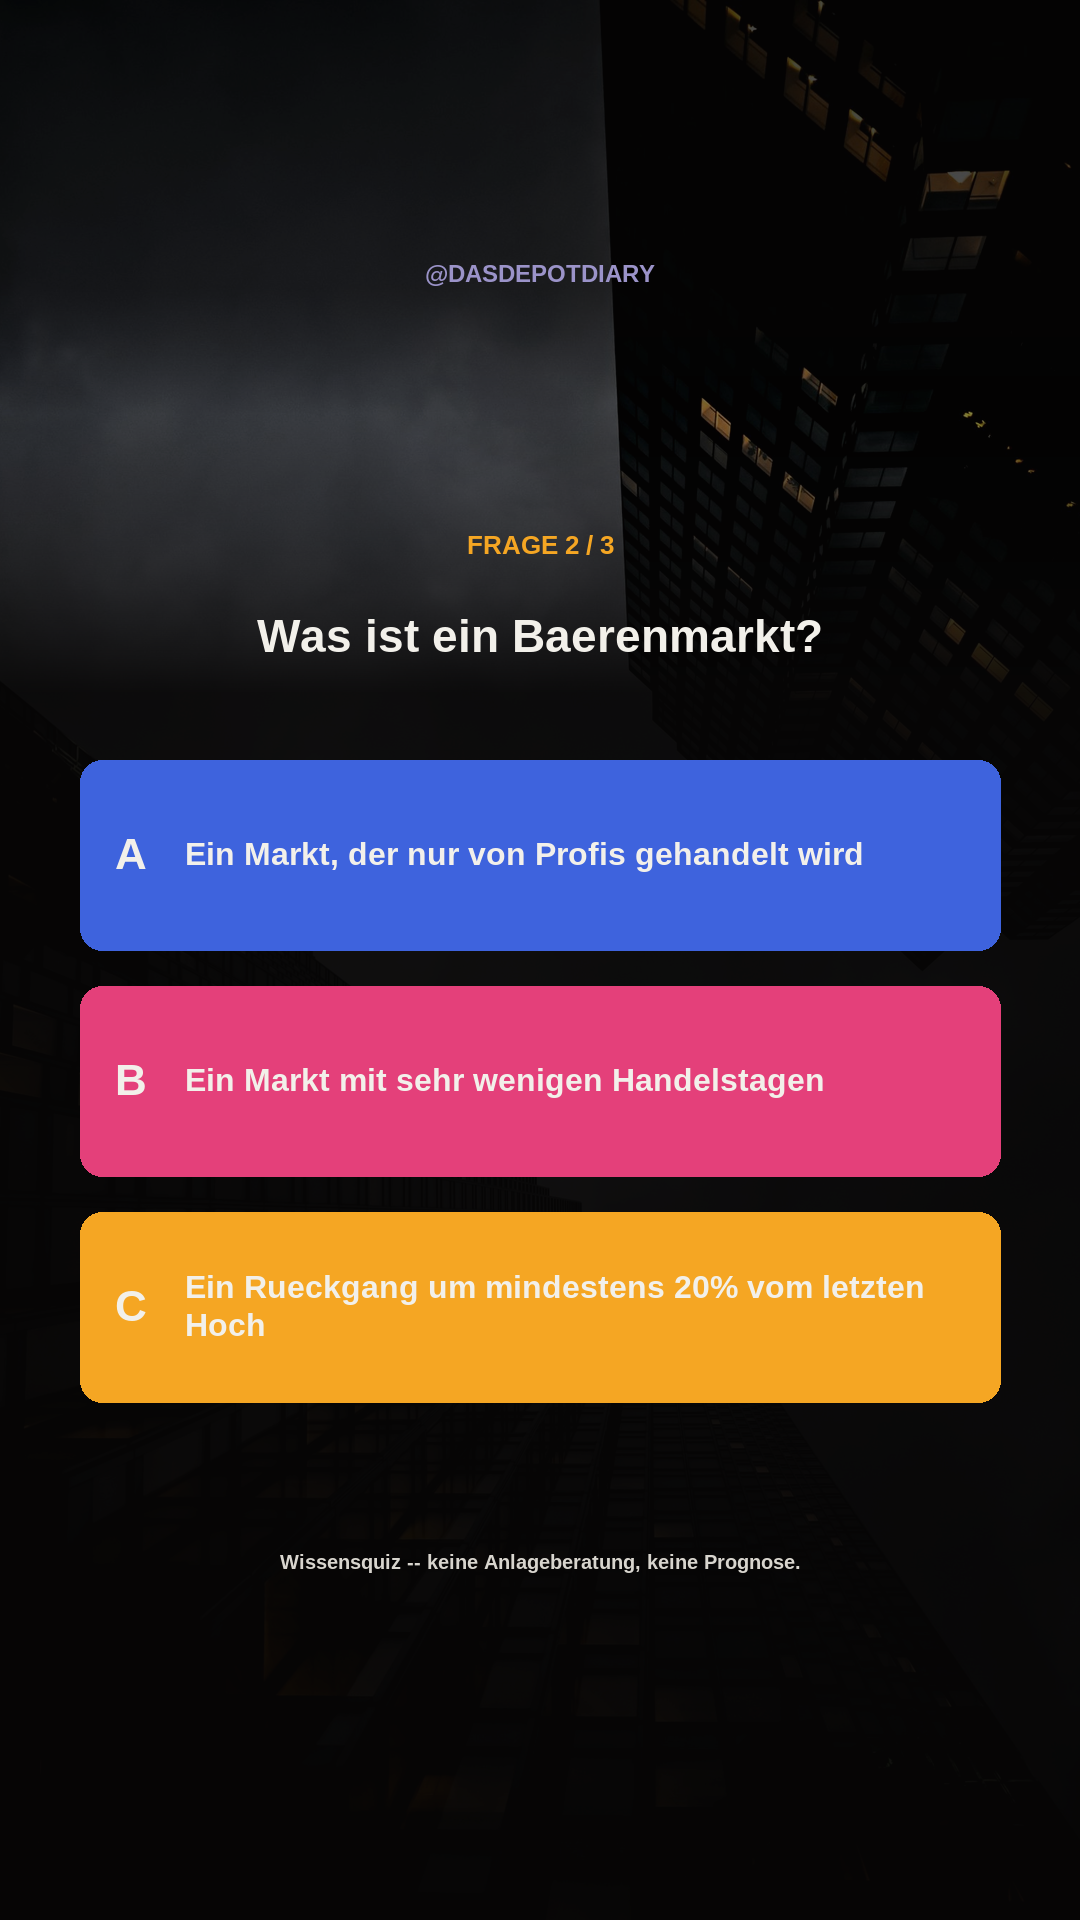 @DASDEPOTDIARY
FRAGE 2 / 3
Was ist ein Baerenmarkt?
A Ein Markt, der nur von Profis gehandelt wird
B Ein Markt mit sehr wenigen Handelstagen
C Ein Rueckgang um mindestens 20% vom letzten
Hoch
Wissensquiz -- keine Anlageberatung, keine Prognose.